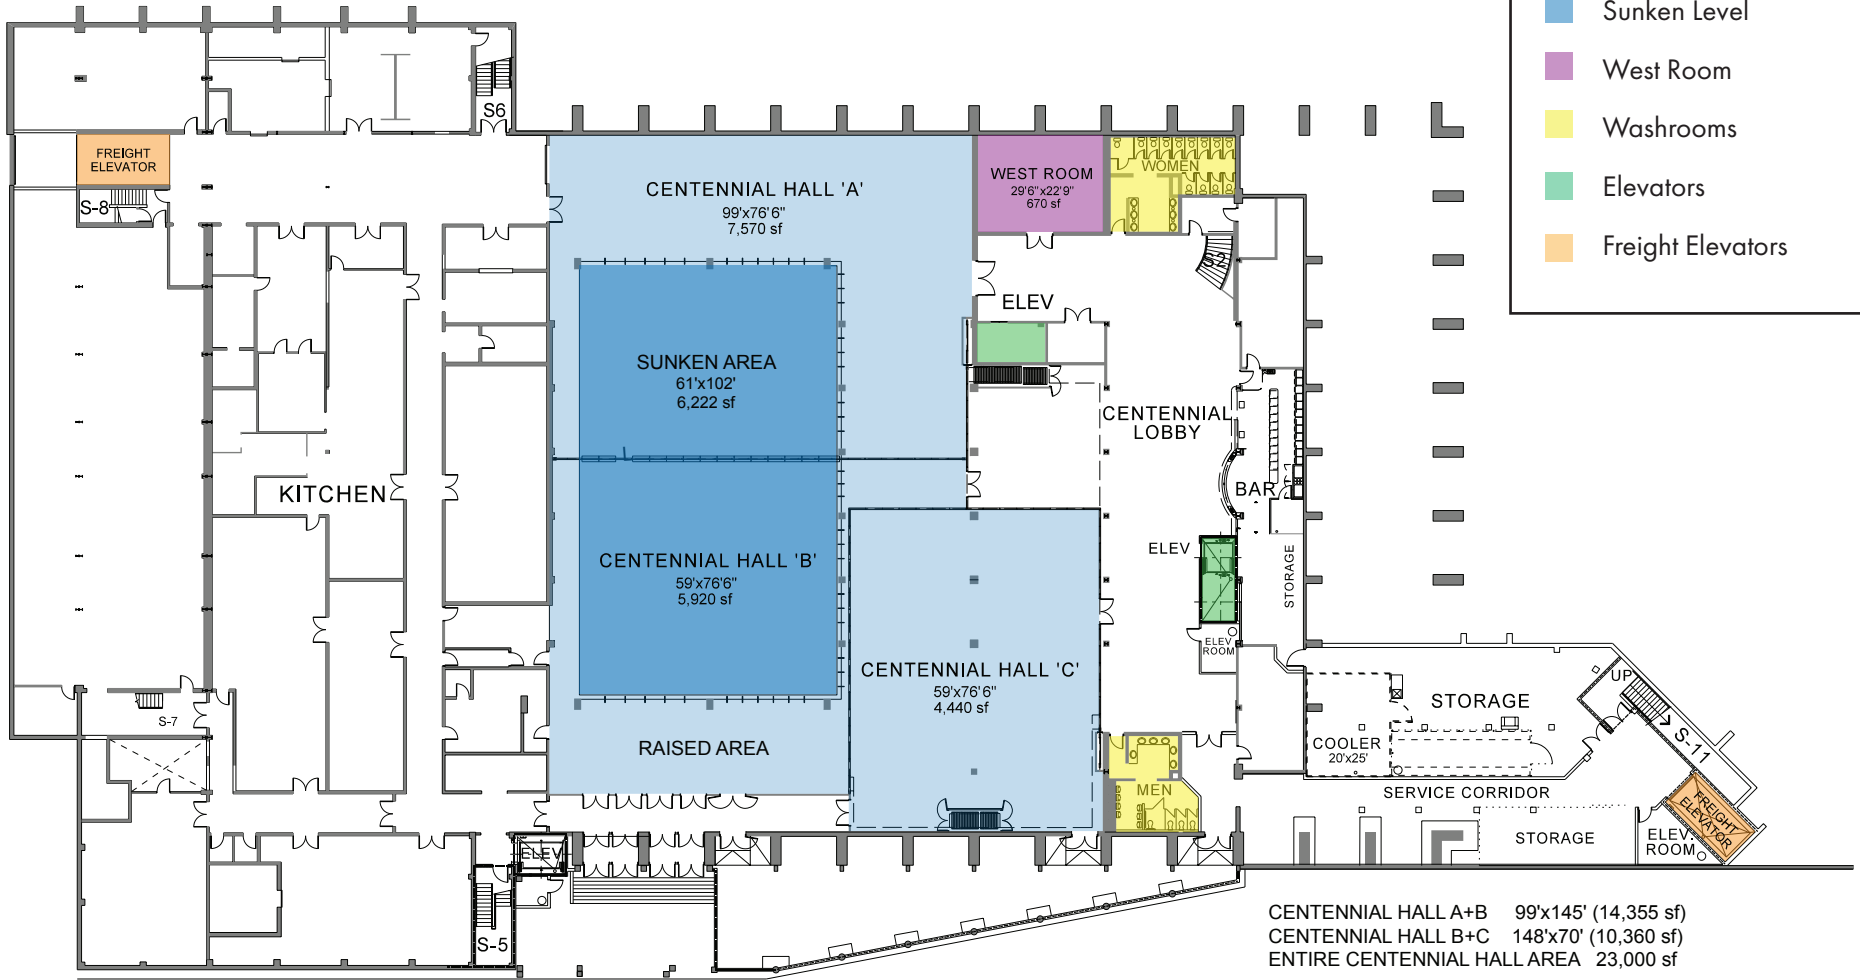 Sunken Level
West Room
Washrooms
Elevators
Freight Elevators
S6
FREIGHT
ELEVATOR
S-8
CENTENNIAL HALL 'A'
99'x76'6"
7,570 sf
WEST ROOM
29'6"x22'9"
670 sf
WOMEN
S2
ELEV
SUNKEN AREA
61'x102'
6,222 sf
CENTENNIAL
LOBBY
KITCHEN
BAR
CENTENNIAL HALL 'B'
59'x76'6"
5,920 sf
ELEV
STORAGE
ELEV
ROOM
CENTENNIAL HALL 'C'
59'x76'6"
4,440 sf
UP
STORAGE
S-7
S-11
RAISED AREA
COOLER
20'x25'
MEN
SERVICE CORRIDOR
FREIGHT
ELEVATOR
STORAGE
ELEV.
ROOM
ELEV
S-5
CENTENNIAL HALL A+B 99'x145' (14,355 sf)
CENTENNIAL HALL B+C 148'x70' (10,360 sf)
ENTIRE CENTENNIAL HALL AREA 23,000 sf